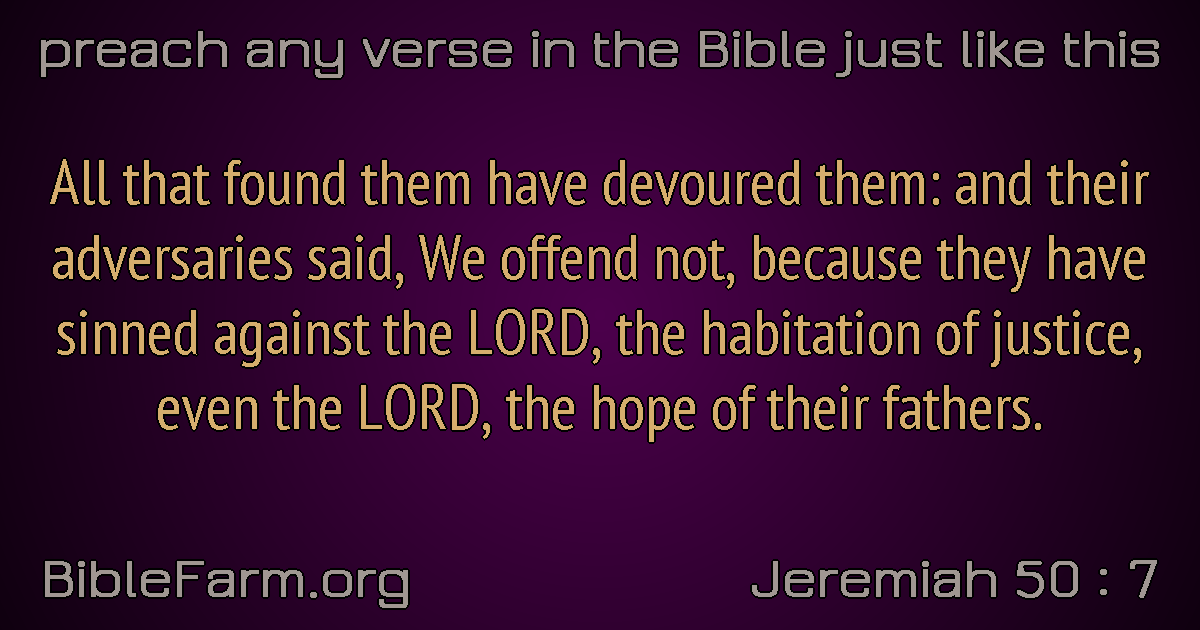 preach any verse in the Bible just like this
All that found them have devoured them: and their
adversaries said, We offend not, because they have
sinned against the LORD, the habitation of justice,
even the LORD, the hope of their fathers.
BibleFarm.org
Jeremiah 50 : 7